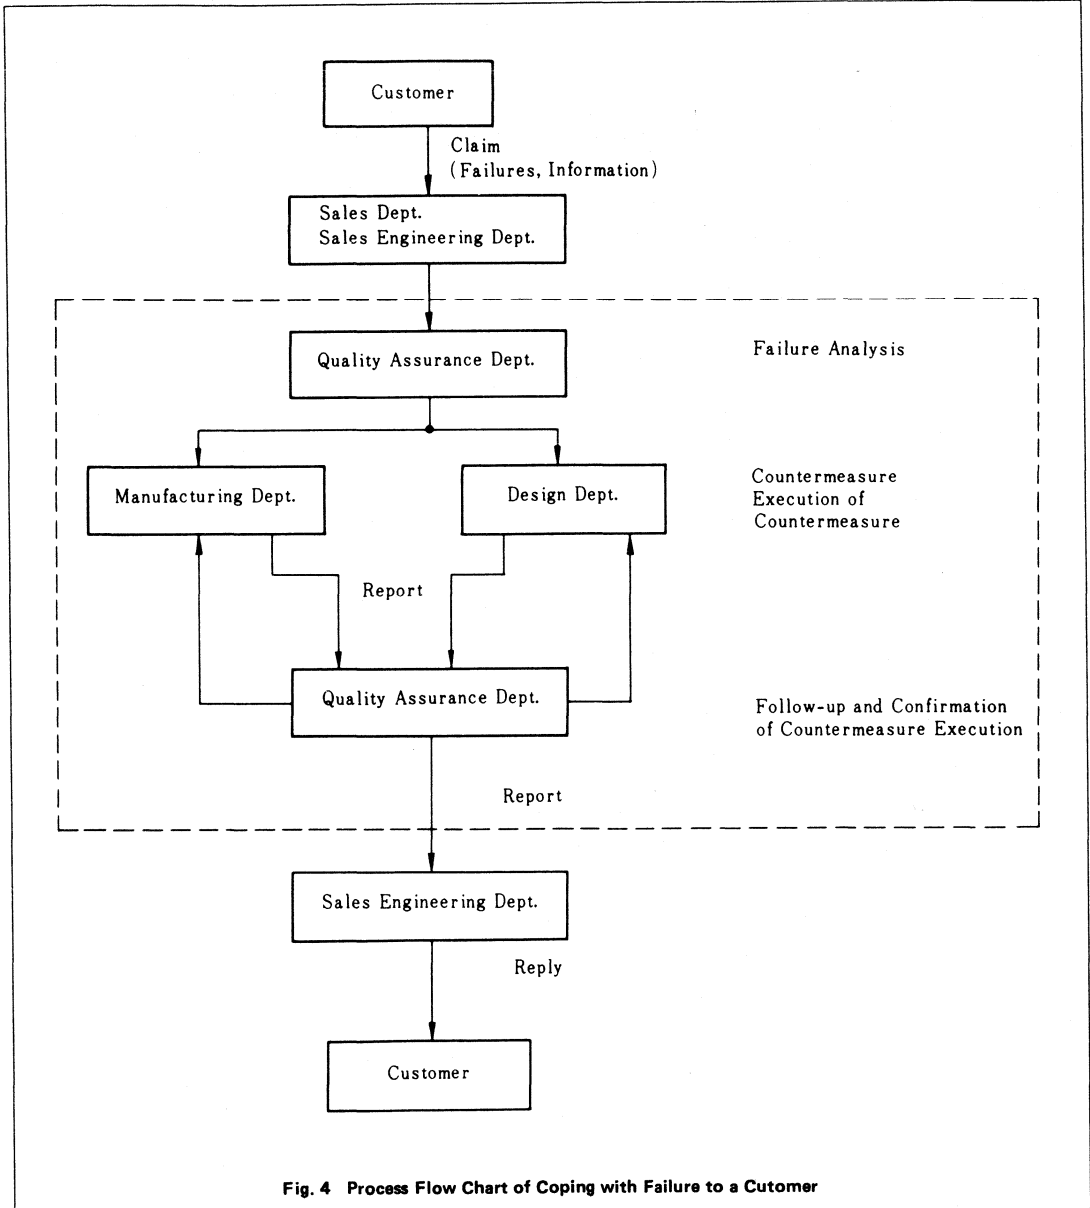 Customer
Claim
(Failures, Information)
Sales Dept.
Sales Engineering Dept.
Quality Assurance Dept.
Failure Analysis
Manufacturing Dept.
Design Dept.
Countermeasure
Execution of
Countermeasure
Report
Quality Assurance Dept.
Follow-up and Confirmation
of Countermeasure Execution
Report
Sales Engineering Dept.
Reply
Customer
Fig. 4 Process Flow Chart of Coping with Failure to a Cutomer